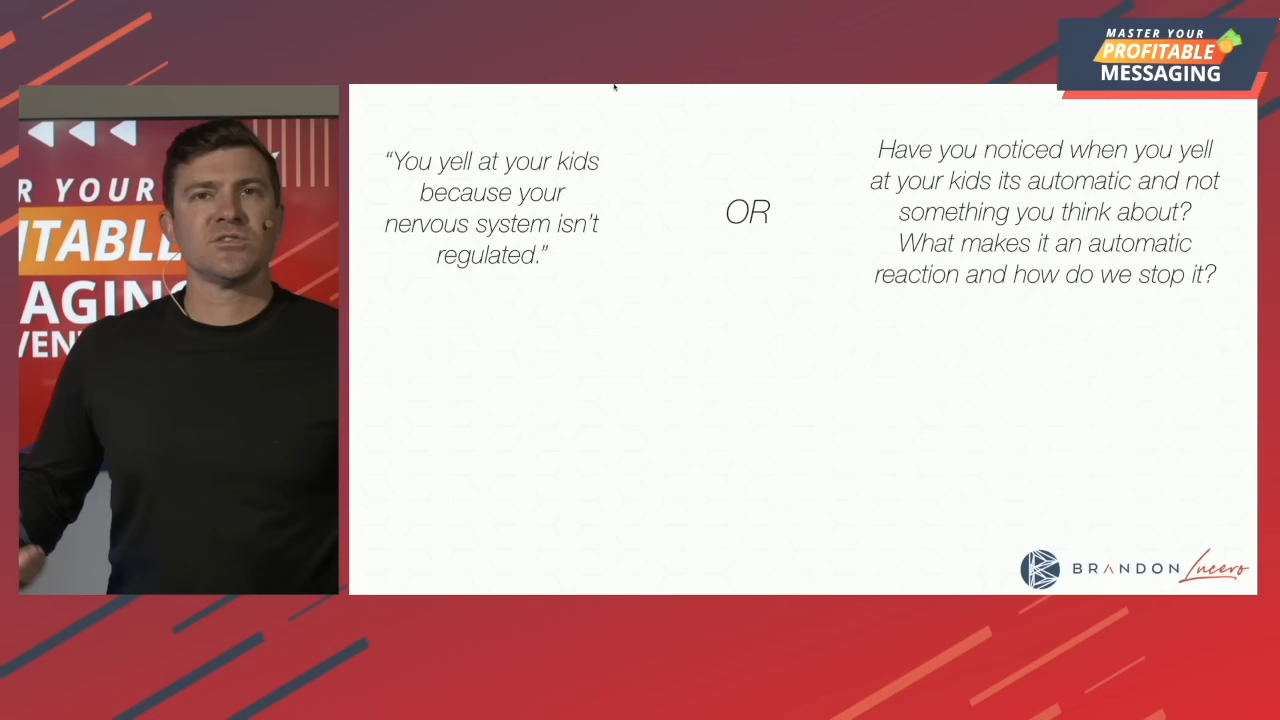 MASTER YOUR
PROFITABLE
MESSAGING
R YOUR
ITABLE
AGING
VEN
“You yell at your kids
because your
nervous system isn’t
regulated.”
OR
Have you noticed when you yell
at your kids its automatic and not
something you think about?
What makes it an automatic
reaction and how do we stop it?
BRANDON Lucero